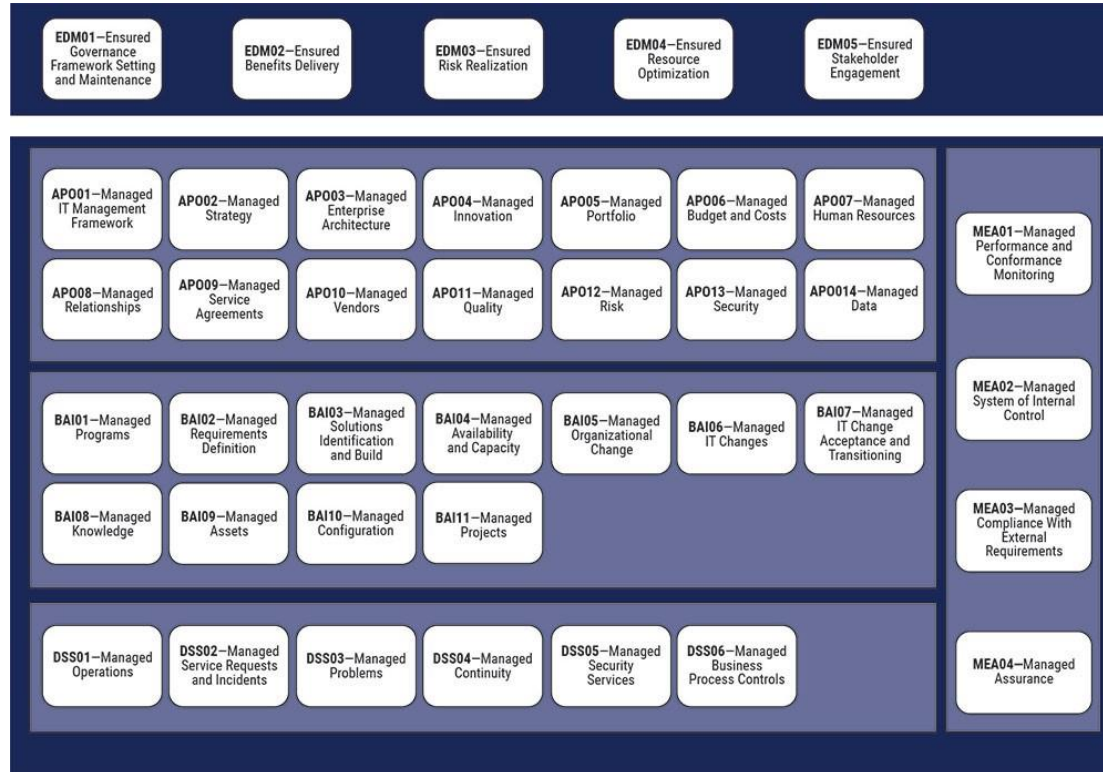 EDM01—Ensured
Governance
Framework Setting
and Maintenance
EDM02—Ensured
Benefits Delivery
EDM03—Ensured
Risk Realization
EDM04—Ensured
Resource
Optimization
EDM05—Ensured
Stakeholder
Engagement
APO01—Managed
IT Management
Framework
APO02—Managed
Strategy
APO03—Managed
Enterprise
Architecture
APO04—Managed
Innovation
APO05—Managed
Portfolio
APO06—Managed
Budget and Costs
APO07—Managed
Human Resources
APO08—Managed
Relationships
APO09—Managed
Service
Agreements
APO10—Managed
Vendors
APO11—Managed
Quality
APO12—Managed
Risk
APO13—Managed
Security
APO014—Managed
Data
BAI01—Managed
Programs
BAI02—Managed
Requirements
Definition
BAI03—Managed
Solutions
Identification
and Build
BAI04—Managed
Availability
and Capacity
BAI05—Managed
Organizational
Change
BAI06—Managed
IT Changes
BAI07—Managed
IT Change
Acceptance and
Transitioning
BAI08—Managed
Knowledge
BAI09—Managed
Assets
BAI10—Managed
Configuration
BAI11—Managed
Projects
DSS01—Managed
Operations
DSS02—Managed
Service Requests
and Incidents
DSS03—Managed
Problems
DSS04—Managed
Continuity
DSS05—Managed
Security
Services
DSS06—Managed
Business
Process Controls
MEA01—Managed
Performance and
Conformance
Monitoring
MEA02—Managed
System of Internal
Control
MEA03—Managed
Compliance With
External
Requirements
MEA04—Managed
Assurance